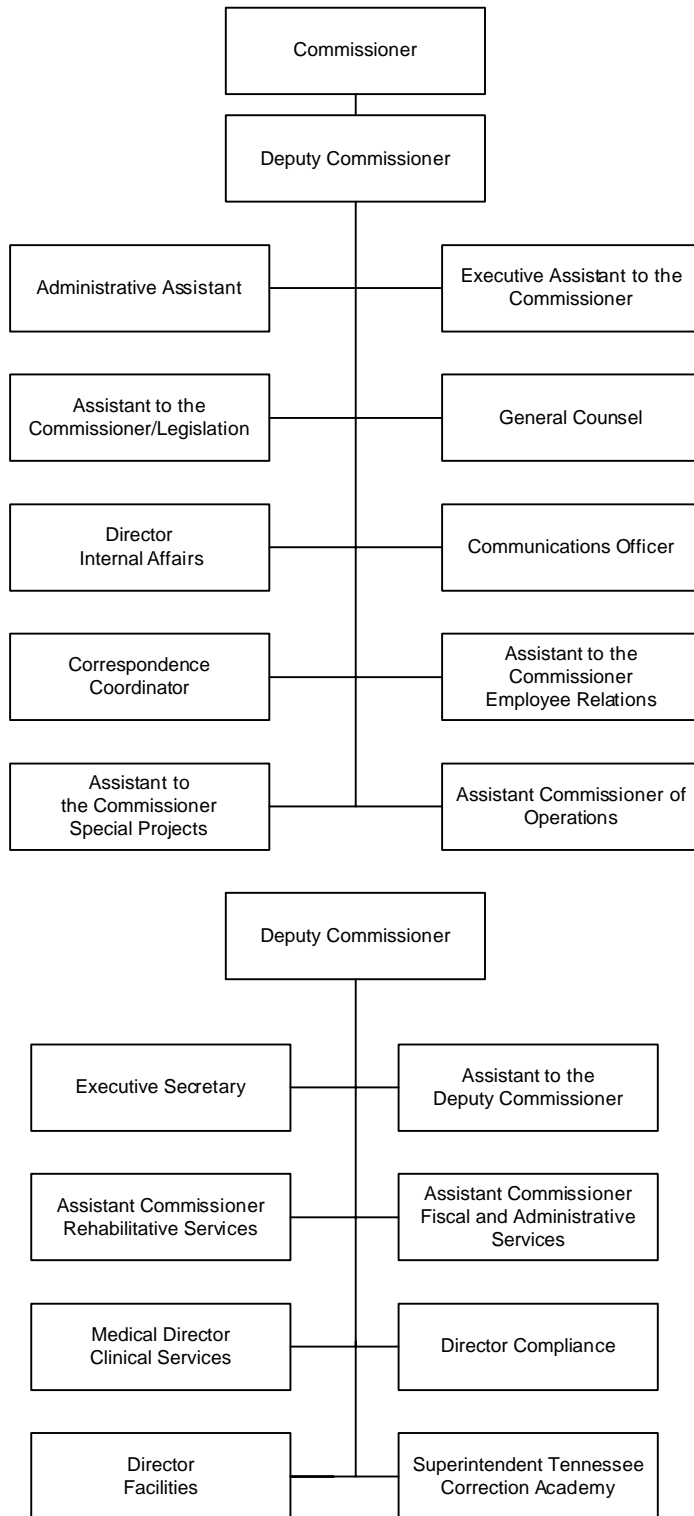 Commissioner
Deputy Commissioner
Administrative Assistant
Executive Assistant to the
Commissioner
Assistant to the
Commissioner/Legislation
General Counsel
Director
Internal Affairs
Communications Officer
Correspondence
Coordinator
Assistant to the
Commissioner
Employee Relations
Assistant to
the Commissioner
Special Projects
Assistant Commissioner of
Operations
Deputy Commissioner
Executive Secretary
Assistant to the
Deputy Commissioner
Assistant Commissioner
Rehabilitative Services
Assistant Commissioner
Fiscal and Administrative
Services
Medical Director
Clinical Services
Director Compliance
Director
Facilities
Superintendent Tennessee
Correction Academy